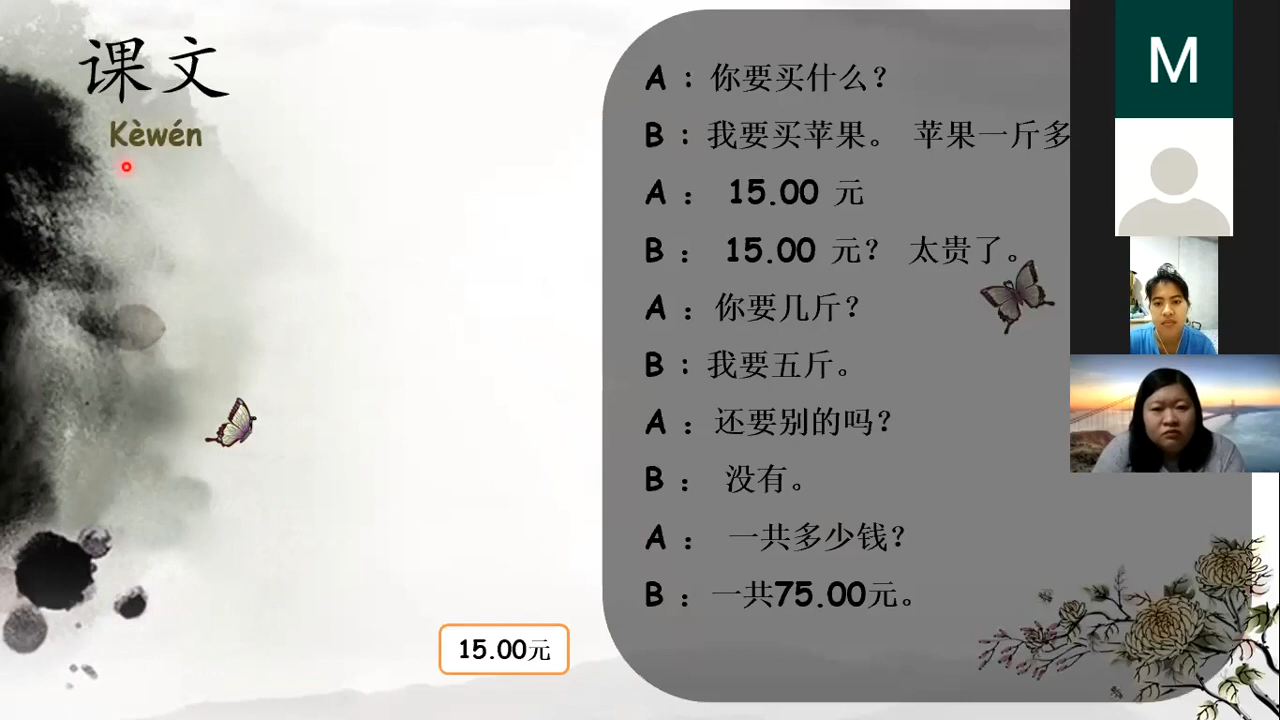 课文
Kèwén
A：你要买什么？
B：我要买苹果。 苹果一斤多
A： 15.00 元
B： 15.00 元？ 太贵了。
A：你要几斤？
B：我要五斤。
A：还要别的吗？
B： 没有。
A： 一共多少钱？
B：一共75.00元。
15.00元
M